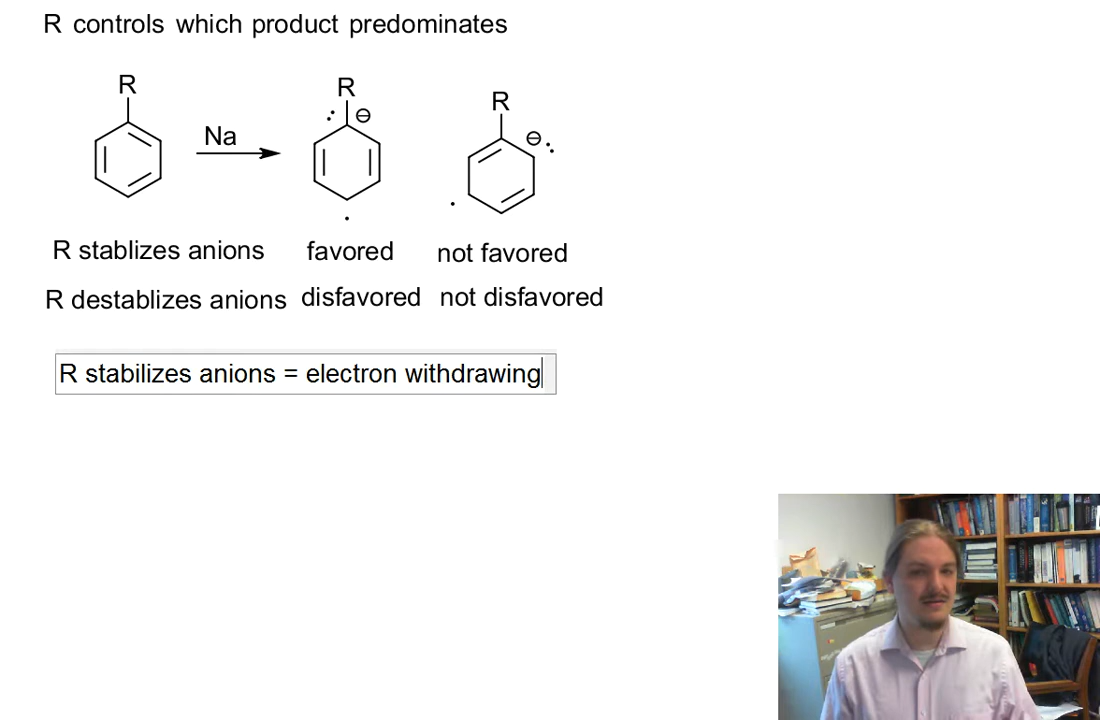 R controls which product predominates
R
R
R
Na
⊖
⊖
R stablizes anions favored not favored
R destablizes anions disfavored not disfavored
R stabilizes anions = electron withdrawing